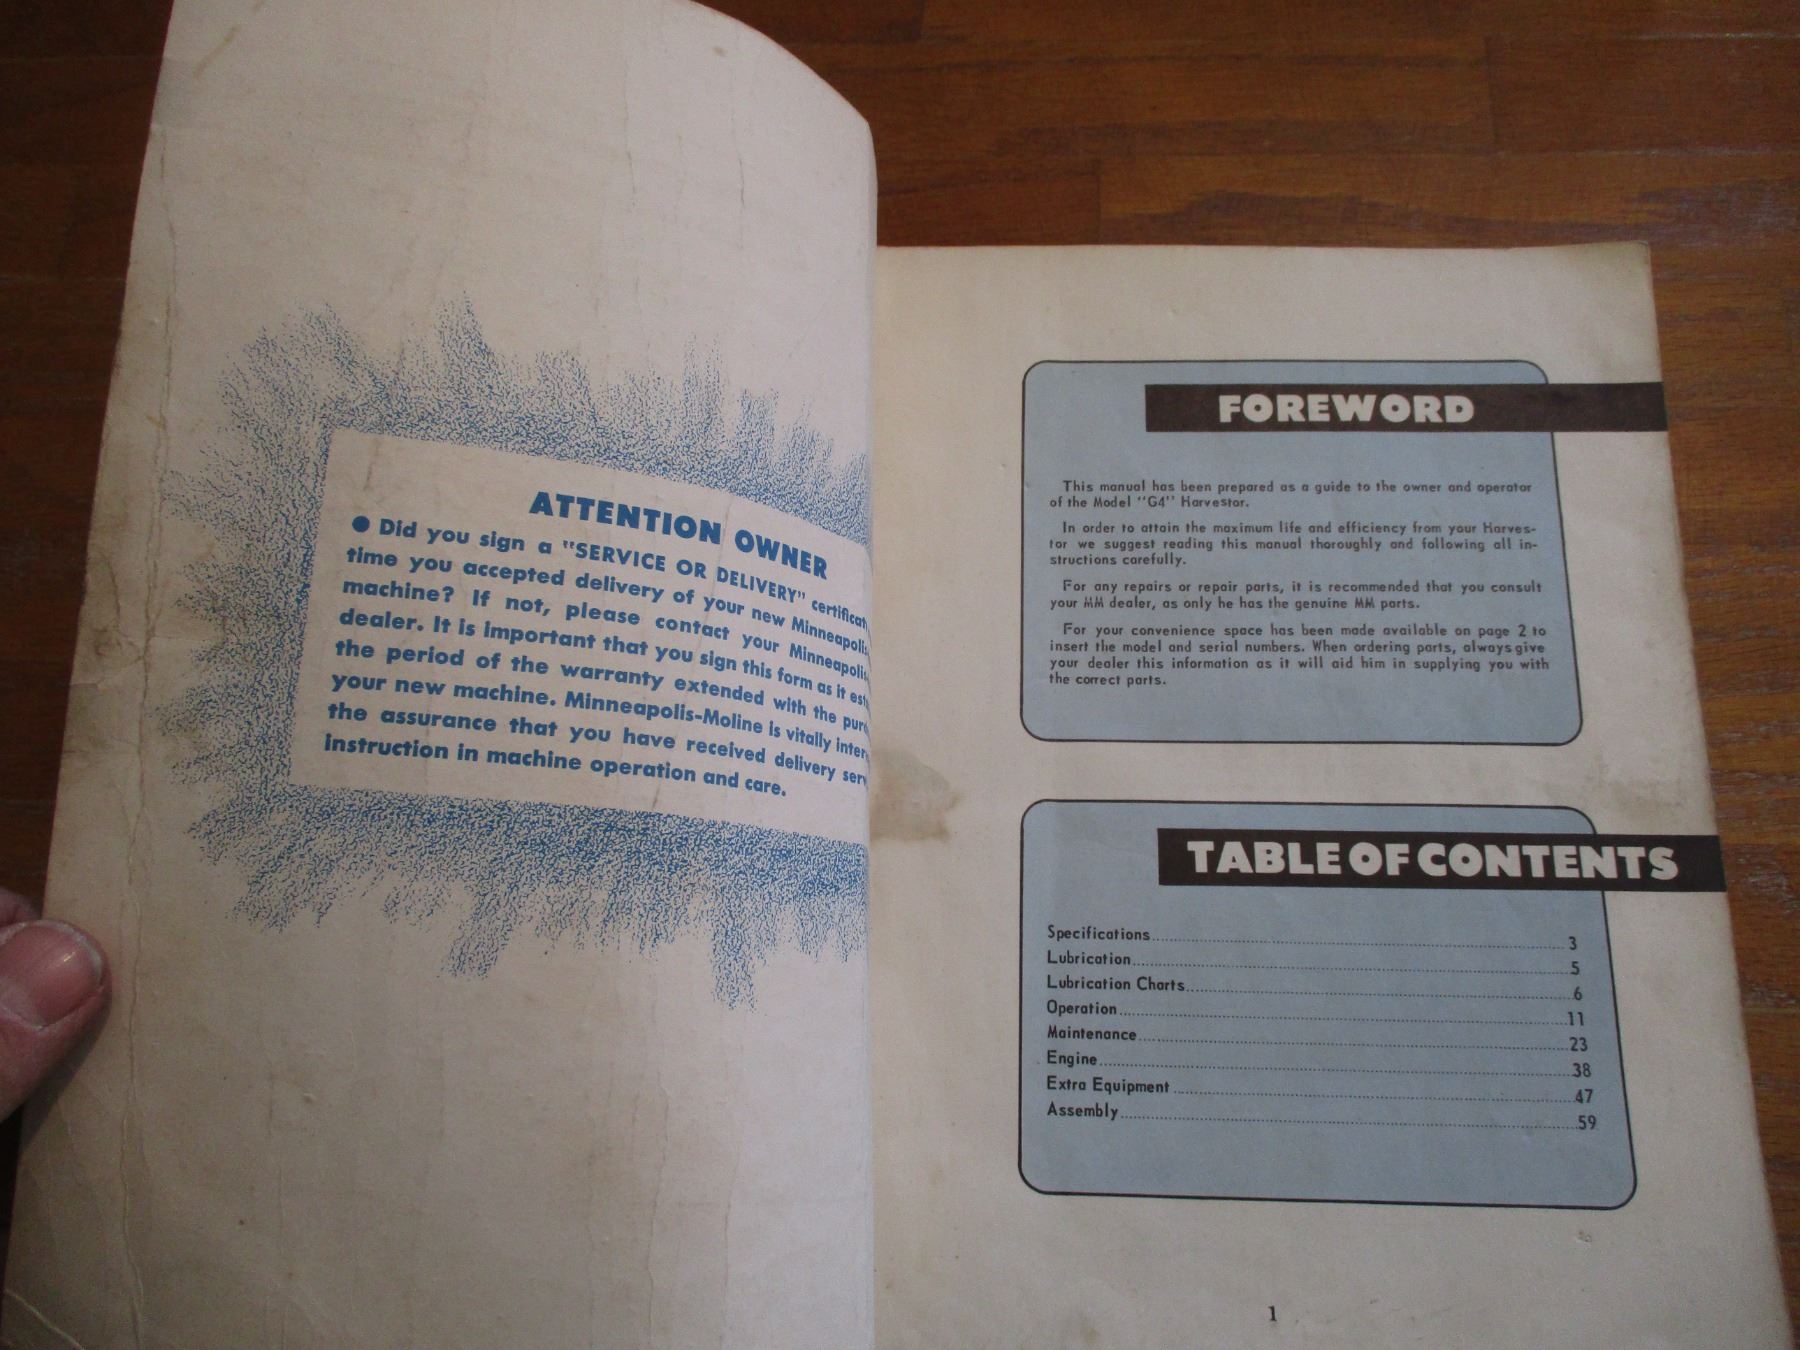 ATTENTION OWNER
● Did you sign a "SERVICE OR DELIVERY"
time you accepted delivery of your new
machine? If not, please contact your
dealer. It is important that you sign this form as it
the period of the warranty extended with the
your new machine. Minneapolis-Moline is vitally
the assurance that you have received delivery
instruction in machine operation and care.
FOREWORD
This manual has been prepared as a guide to the owner and operator
of the Model "G4" Harvestor.
In order to attain the maximum life and efficiency from your Harves-
tor we suggest reading this manual thoroughly and following all in-
structions carefully.
For any repairs or repair parts, it is recommended that you consult
your MM dealer, as only he has the genuine MM parts.
For your convenience space has been made available on page 2 to
insert the model and serial numbers. When ordering parts, always give
your dealer this information as it will aid him in supplying you with
the correct parts.
TABLE OF CONTENTS
Specifications 3
Lubrication 5
Lubrication Charts 6
Operation 11
Maintenance 23
Engine 38
Extra Equipment 47
Assembly 59
1